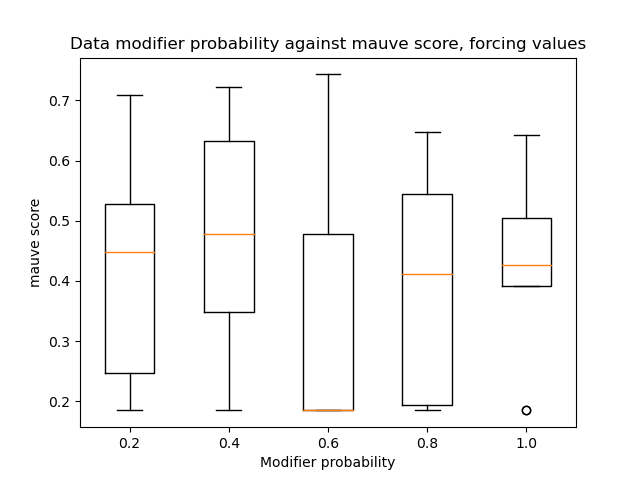 Data modifier probability against mauve score, forcing values
mauve score
0.7
0.6
0.5
0.4
0.3
0.2
0.2 0.4 0.6 0.8 1.0
Modifier probability